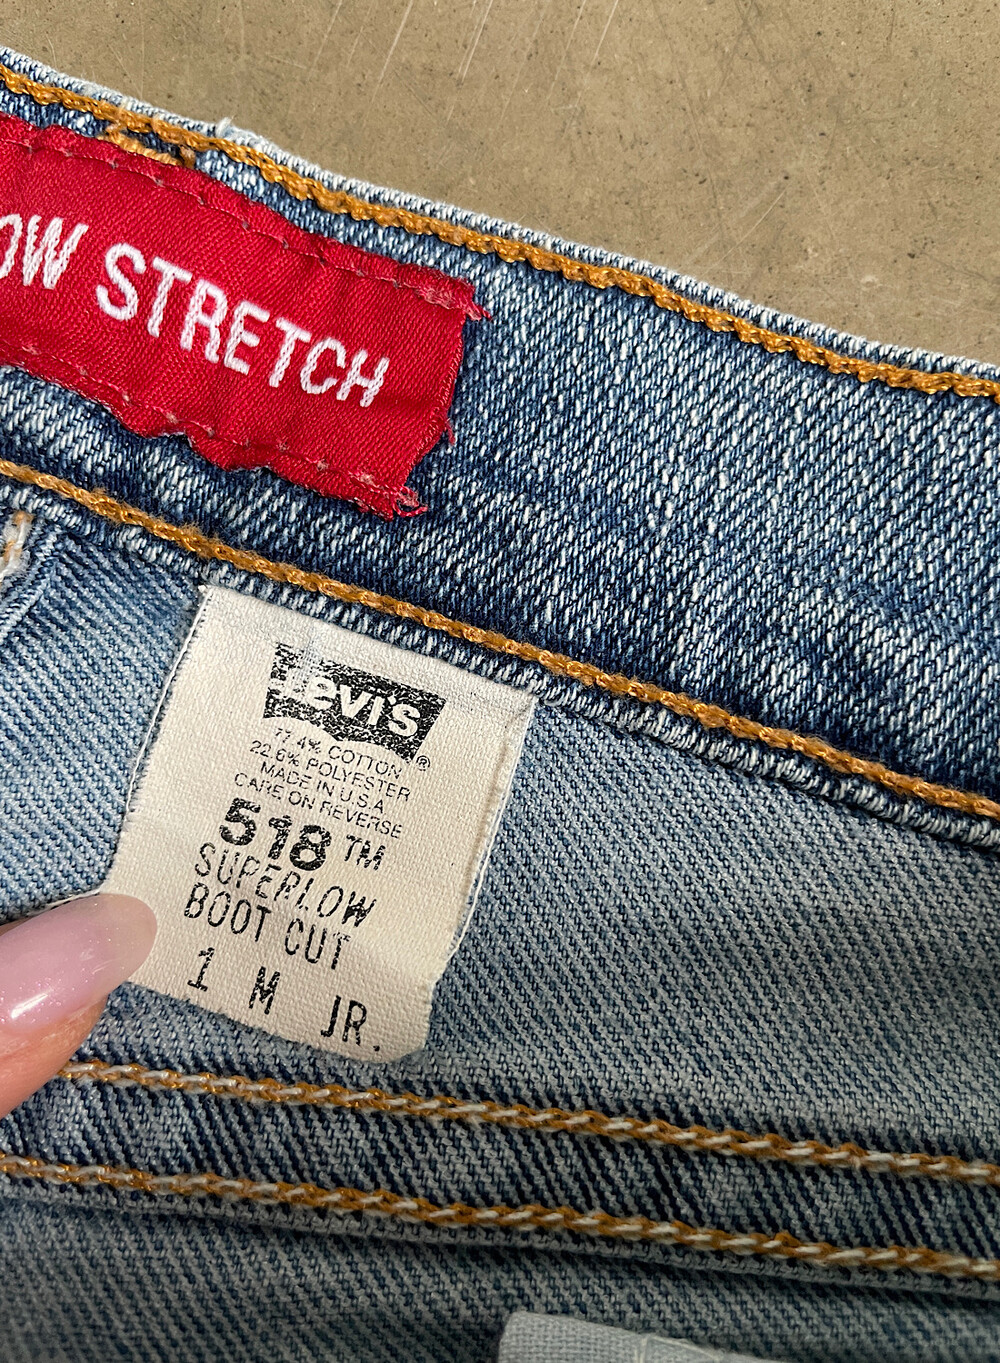 OW STRETCH
Levi's®
77.4% COTTON
22.6% POLYESTER
MADE IN U.S.A
CARE ON REVERSE
518 TM
SUPERLOW
BOOT CUT
1 M JR.